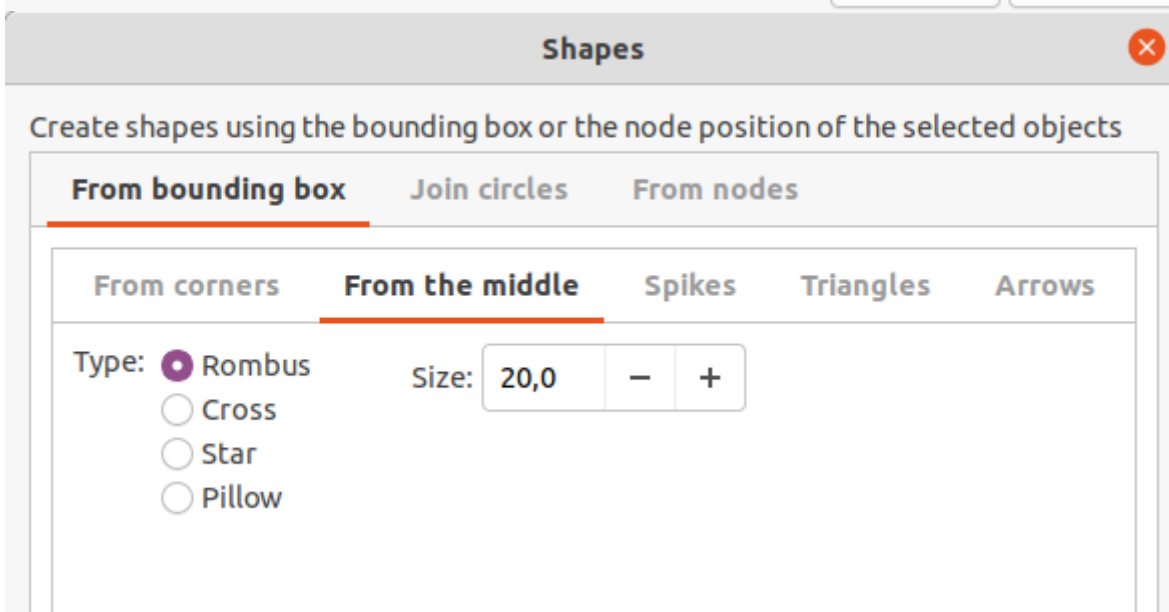 Shapes
Create shapes using the bounding box or the node position of the selected objects
From bounding box Join circles From nodes
From corners From the middle Spikes Triangles Arrows
Type: Rombus Size: 20,0 − +
Cross
Star
Pillow